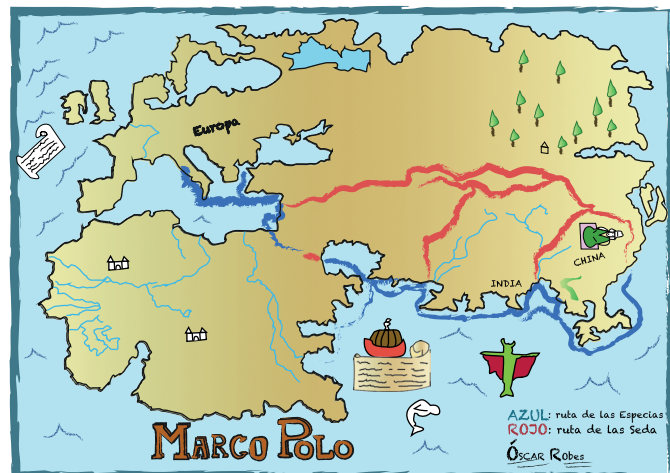 Europa
CHINA
INDIA
MARCO POLO
AZUL: ruta de las Especias
ROJO: ruta de las Seda
ÓSCAR ROBES